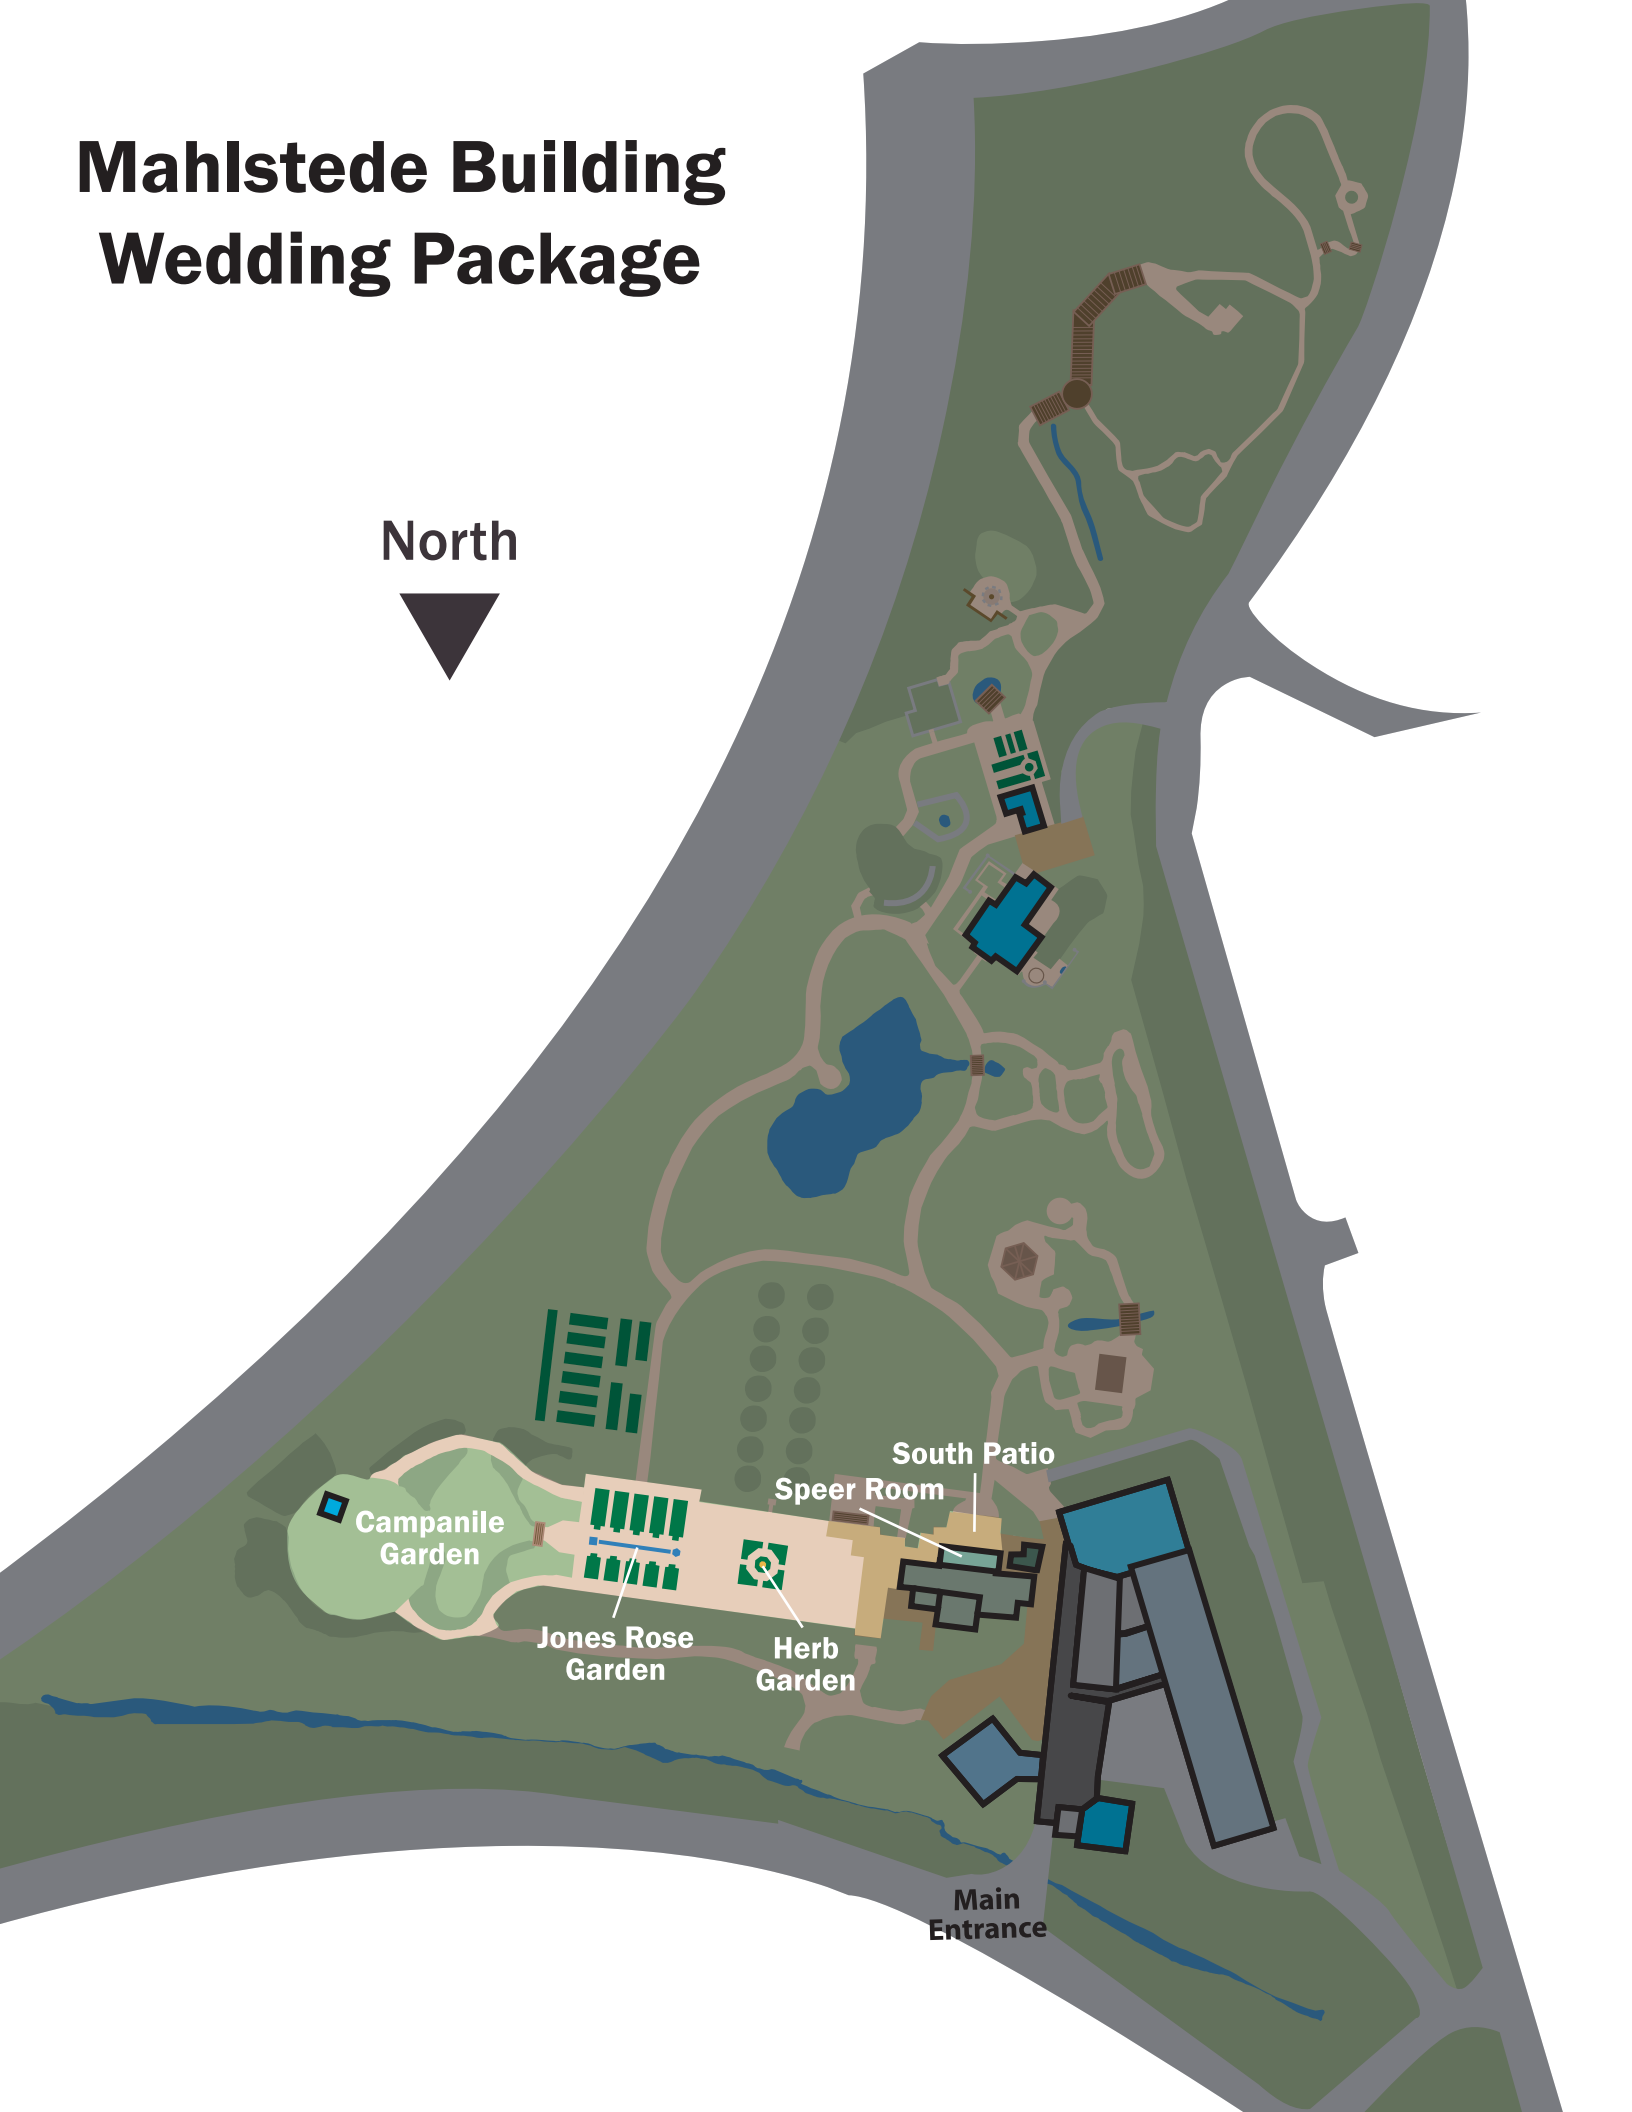 Mahlstede Building
Wedding Package
North
South Patio
Speer Room
Campanile
Garden
Jones Rose
Garden
Herb
Garden
Main
Entrance